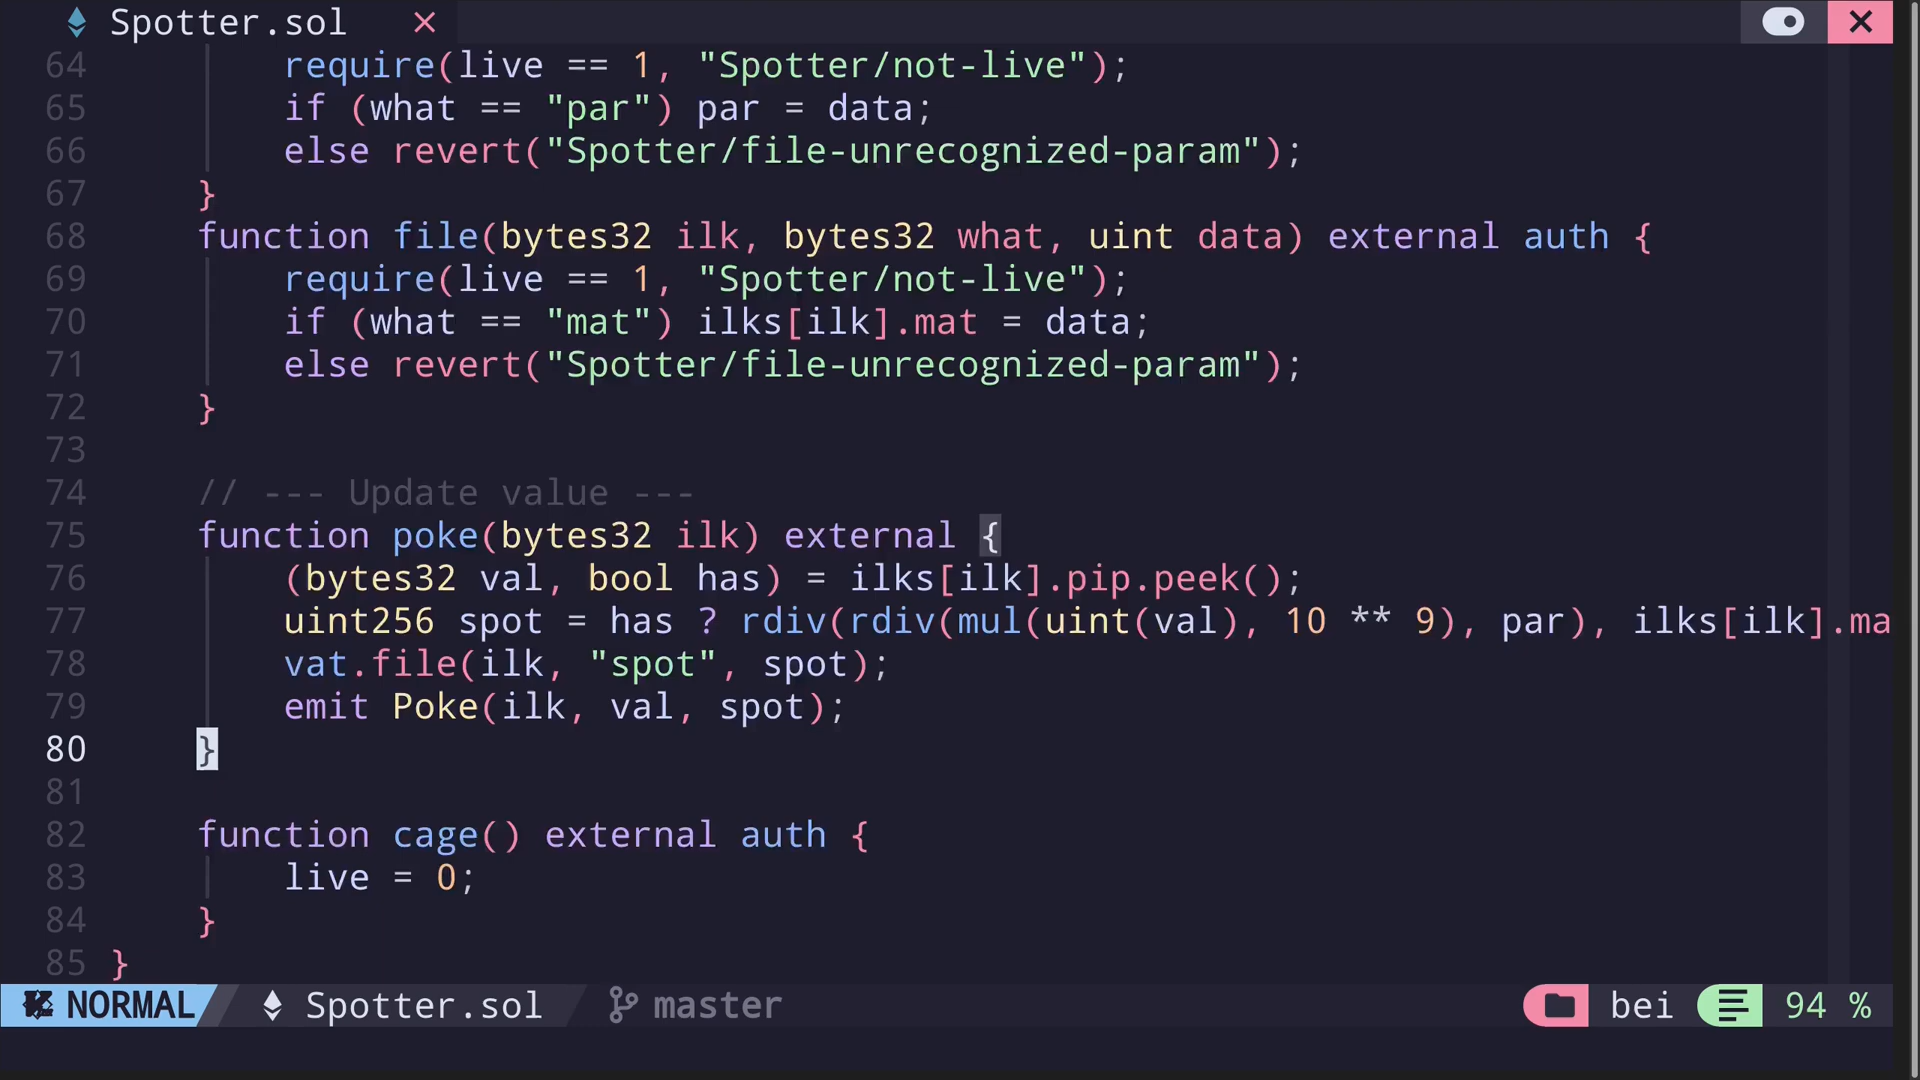 Spotter.sol
64 require(live == 1, "Spotter/not-live");
65 if (what == "par") par = data;
66 else revert("Spotter/file-unrecognized-param");
67 }
68 function file(bytes32 ilk, bytes32 what, uint data) external auth {
69 require(live == 1, "Spotter/not-live");
70 if (what == "mat") ilks[ilk].mat = data;
71 else revert("Spotter/file-unrecognized-param");
72 }
73
74 // --- Update value ---
75 function poke(bytes32 ilk) external {
76 (bytes32 val, bool has) = ilks[ilk].pip.peek();
77 uint256 spot = has ? rdiv(rdiv(mul(uint(val), 10 ** 9), par), ilks[ilk].ma
78 vat.file(ilk, "spot", spot);
79 emit Poke(ilk, val, spot);
80 }
81
82 function cage() external auth {
83 live = 0;
84 }
85 }
NORMAL Spotter.sol master bei 94 %